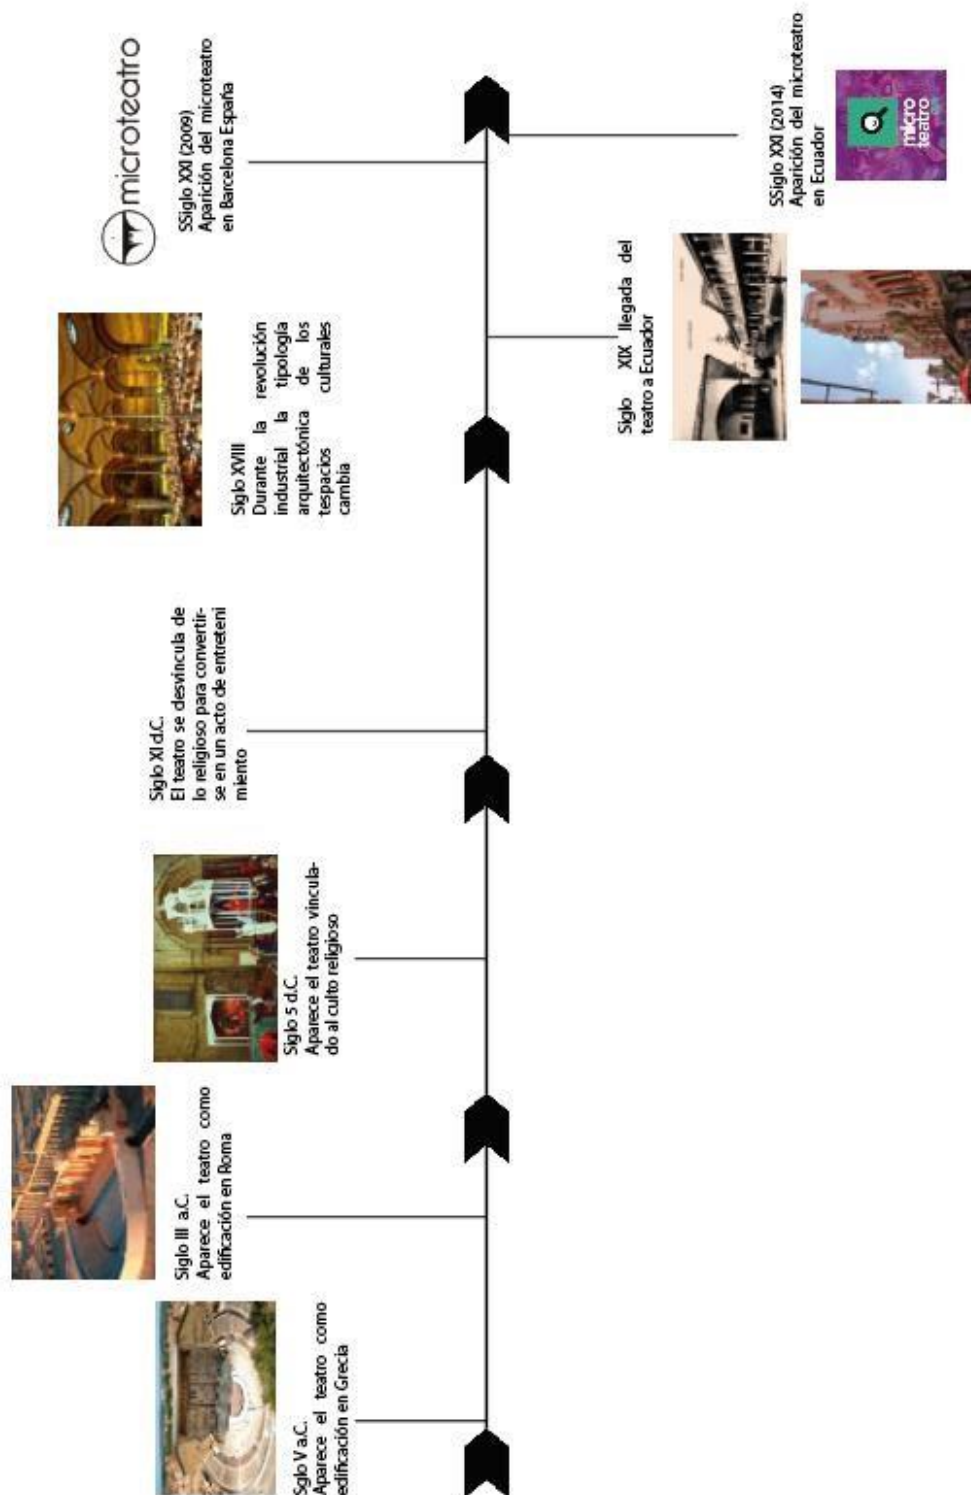 Sglo V a.C.
Aparece el teatro como
edificación en Grecia
Siglo III a.C.
Aparece el teatro como
edificación en Roma
Siglo 5 d.C.
Aparece el teatro vincula-
do al culto religioso
Siglo XI d.C.
El teatro se desvincula de
lo religioso para convertir-
se en un acto de entreteni
miento
Siglo XVIII
Durante la revolución
industrial la tipología
arquitectónica de los
tespacios culturales
cambia
Siglo XIX llegada del
teatro a Ecuador
microteatro
SSiglo XXI (2009)
Aparición del microteatro
en Barcelona España
SSiglo XXI (2014)
Aparición del microteatro
en Ecuador
micro
teatro